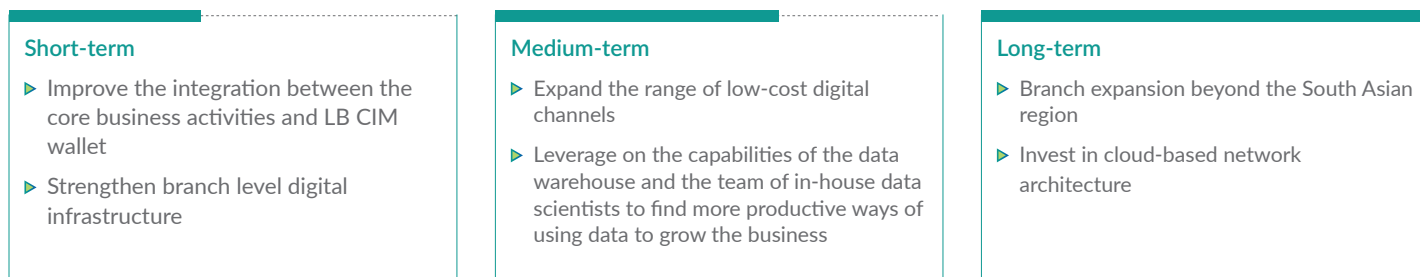 Short-term
Improve the integration between the
core business activities and LB CIM
wallet
Strengthen branch level digital
infrastructure
Medium-term
Expand the range of low-cost digital
channels
Leverage on the capabilities of the data
warehouse and the team of in-house data
scientists to find more productive ways of
using data to grow the business
Long-term
Branch expansion beyond the South Asian
region
Invest in cloud-based network
architecture